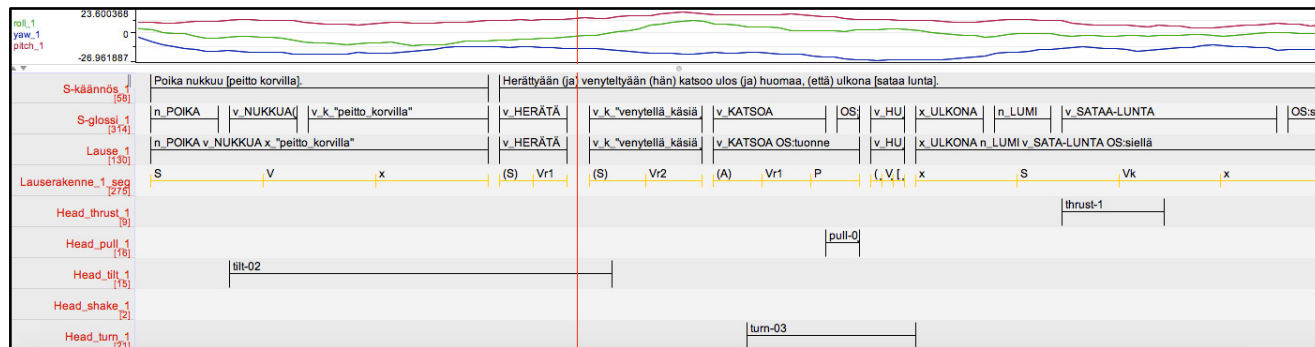 23.600368
roll_1
yaw_1
pitch_1
0
-26.961887
S-käännös_1
[58]
Poika nukkuu [peitto korvilla].
Herättyään (ja) venyteltyään (hän) katsoo ulos (ja) huomaa, (että) ulkona [sataa lunta].
S-glossi_1
[314]
n_POIKA v_NUKKUA( v_k_"peitto_korvilla" v_HERÄTÄ v_k_"venytellä_käsiä v_KATSOA OS: v_HU x_ULKONA n_LUMI v_SATAA-LUNTA OS:s
Lause_1
[130]
n_POIKA v_NUKKUA x_"peitto_korvilla" v_HERÄTÄ v_k_"venytellä_käsiä v_KATSOA OS:tuonne v_HU x_ULKONA n_LUMI v_SATA-LUNTA OS:siellä
Lauserakenne_1_seg
[275]
S V x (S) Vr1 (S) Vr2 (A) Vr1 P (, V [, x S Vk x
Head_thrust_1
[9]
thrust-1
Head_pull_1
[16]
pull-0
Head_tilt_1
[15]
tilt-02
Head_shake_1
[2]
Head_turn_1
turn-03